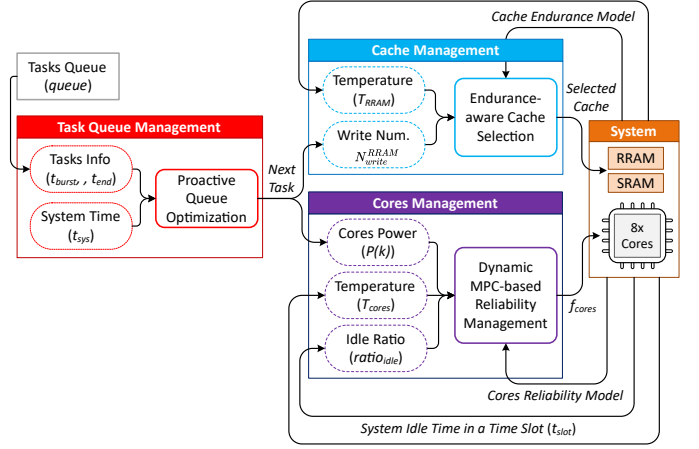 Cache Endurance Model
Tasks Queue
(queue)
Cache Management
Temperature
(T_RRAM)
Write Num.
N_write^RRAM
Endurance-
aware Cache
Selection
Selected
Cache
Task Queue Management
Tasks Info
(t_burst, , t_end)
System Time
(t_sys)
Proactive
Queue
Optimization
Next
Task
System
RRAM
SRAM
8x
Cores
Cores Management
Cores Power
(P(k))
Temperature
(T_cores)
Idle Ratio
(ratio_idle)
Dynamic
MPC-based
Reliability
Management
f_cores
Cores Reliability Model
System Idle Time in a Time Slot (t_slot)